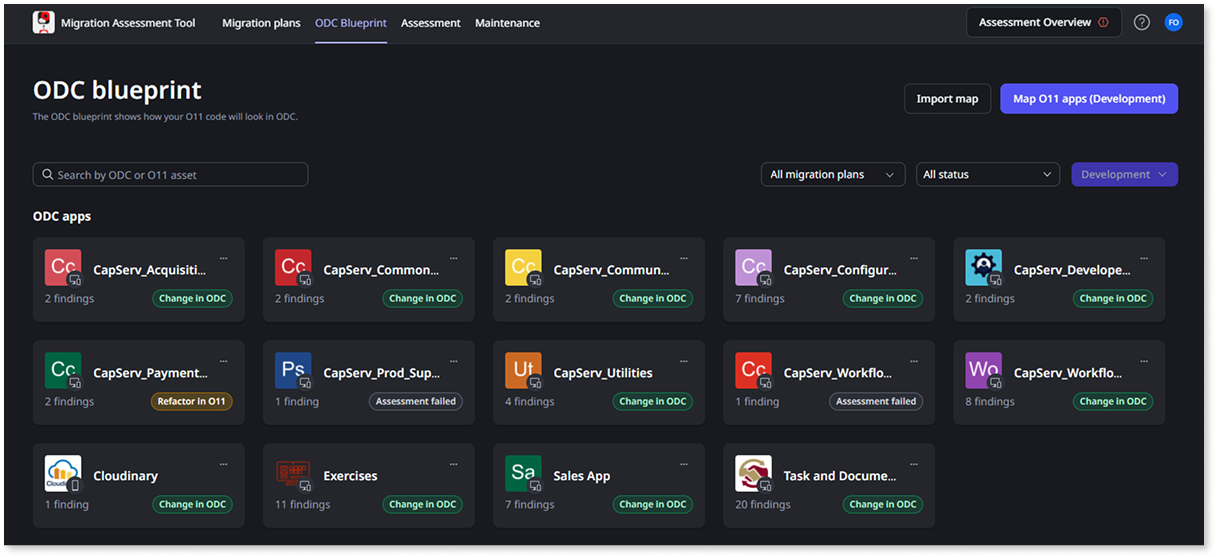 Migration Assessment Tool Migration plans ODC Blueprint Assessment Maintenance Assessment Overview ? FO
ODC blueprint
The ODC blueprint shows how your O11 code will look in ODC.
Import map Map O11 apps (Development)
Search by ODC or O11 asset All migration plans All status Development
ODC apps
Cc CapServ_Acquisiti... ... Cc CapServ_Common... ... Cc CapServ_Commun... ... Cc CapServ_Configur... ... CapServ_Develope... ...
2 findings Change in ODC 2 findings Change in ODC 2 findings Change in ODC 7 findings Change in ODC 2 findings Change in ODC
Cc CapServ_Payment... ... Ps CapServ_Prod_Sup... ... Ut CapServ_Utilities ... Cc CapServ_Workflo... ... Wo CapServ_Workflo... ...
2 findings Refactor in O11 1 finding Assessment failed 4 findings Change in ODC 1 finding Assessment failed 8 findings Change in ODC
Cloudinary ... Exercises ... Sa Sales App ... Task and Docume... ...
1 finding Change in ODC 11 findings Change in ODC 7 findings Change in ODC 20 findings Change in ODC